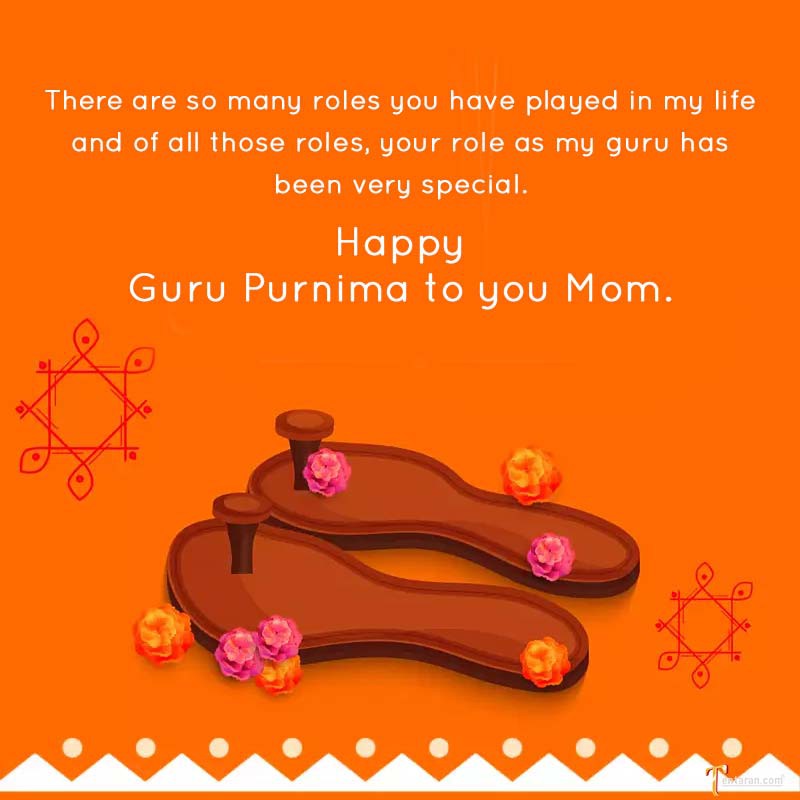 There are so many roles you have played in my life
and of all those roles, your role as my guru has
been very special.
Happy
Guru Purnima to you Mom.